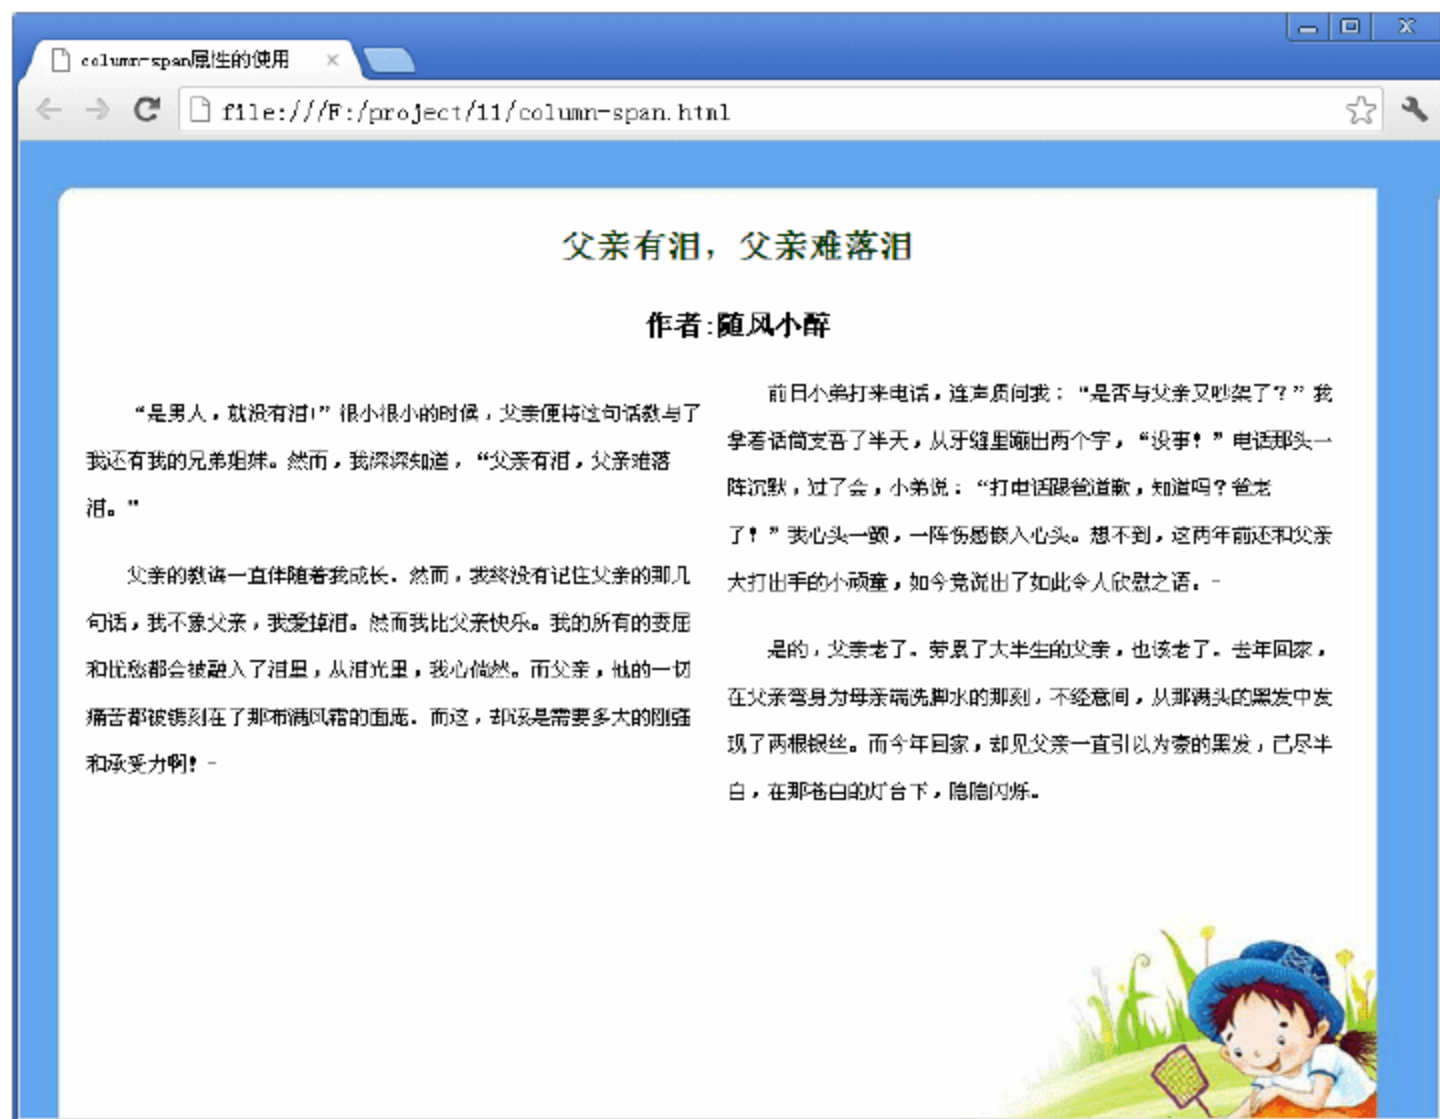 column-span属性的使用
file:///F:/project/11/column-span.html
父亲有泪，父亲难落泪
作者:随风小醉
“是男人，就没有泪!”很小很小的时候，父亲便将这句话教与了
我还有我的兄弟姐妹。然而，我深深知道，“父亲有泪，父亲难落
泪。”
父亲的教诲一直伴随着我成长. 然而，我终没有记住父亲的那几
句话，我不象父亲，我爱掉泪。然而我比父亲快乐。我的所有的委屈
和忧愁都会被融入了泪里，从泪光里，我心倘然。而父亲，他的一切
痛苦都被镌刻在了那布满风霜的面庞. 而这，却该是需要多大的刚强
和承受力啊！-
前日小弟打来电话，连声质问我：“是否与父亲又吵架了？”我
拿着话筒支吾了半天，从牙缝里蹦出两个字，“没事！”电话那头一
阵沉默，过了会，小弟说：“打电话跟爸道歉，知道吗？爸老
了！”我心头一颤，一阵伤感嵌入心头。想不到，这两年前还和父亲
大打出手的小顽童，如今竟说出了如此令人欣慰之语. -
是的，父亲老了。劳累了大半生的父亲，也该老了. 去年回家，
在父亲弯身为母亲端洗脚水的那刻，不经意间，从那满头的黑发中发
现了两根银丝。而今年回家，却见父亲一直引以为豪的黑发，已尽半
白，在那苍白的灯台下，隐隐闪烁。